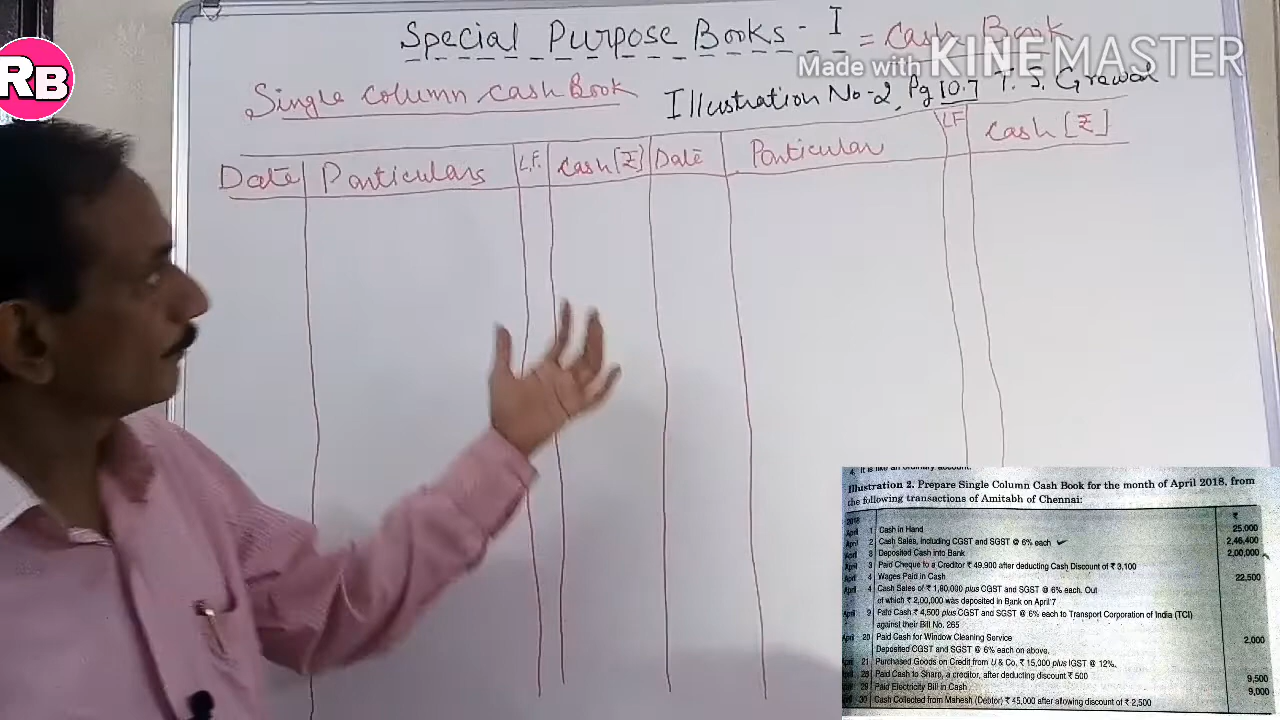 RB
Special Purpose Books - I = Cash Book
Made with KINEMASTER
Single column cash Book
Illustration No-2, Pg 10.7 T. S. Grewal
Date Particulars L.F. Cash [₹] Date Particular LF Cash [₹]
4. It is like an ordinary account.
Illustration 2. Prepare Single Column Cash Book for the month of April 2018, from
the following transactions of Amitabh of Chennai:
2018 ₹
April 1 Cash in Hand 25,000
April 2 Cash Sales, including CGST and SGST @ 6% each 2,46,400
April 3 Deposited Cash into Bank 2,00,000
April 3 Paid Cheque to a Creditor ₹ 49,900 after deducting Cash Discount of ₹ 3,100
April 4 Wages Paid in Cash 22,500
April 4 Cash Sales of ₹ 1,80,000 plus CGST and SGST @ 6% each. Out
of which ₹ 2,00,000 was deposited in Bank on April 7
April 9 Paid Cash ₹ 4,500 plus CGST and SGST @ 6% each to Transport Corporation of India (TCI)
against their Bill No. 265
April 20 Paid Cash for Window Cleaning Service 2,000
Deposited CGST and SGST @ 6% each on above.
April 21 Purchased Goods on Credit from U & Co. ₹ 15,000 plus IGST @ 12%.
28 Paid Cash to Sharp, a creditor, after deducting discount ₹ 500 9,500
29 Paid Electricity Bill in Cash 9,000
30 Cash Collected from Mahesh (Debtor) ₹ 45,000 after allowing discount of ₹ 2,500